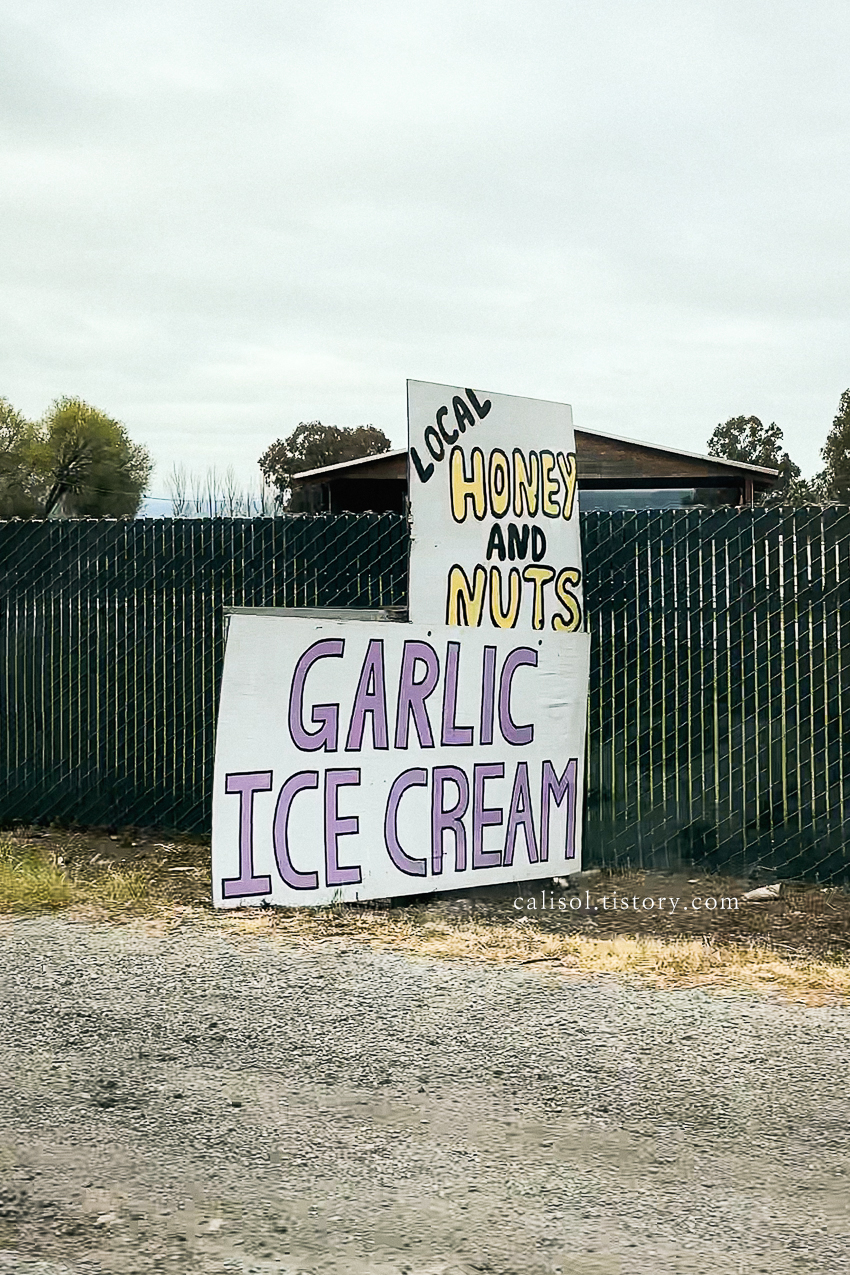 LOCAL
HONEY
AND
NUTS
GARLIC
ICE CREAM
calisol.tistory.com